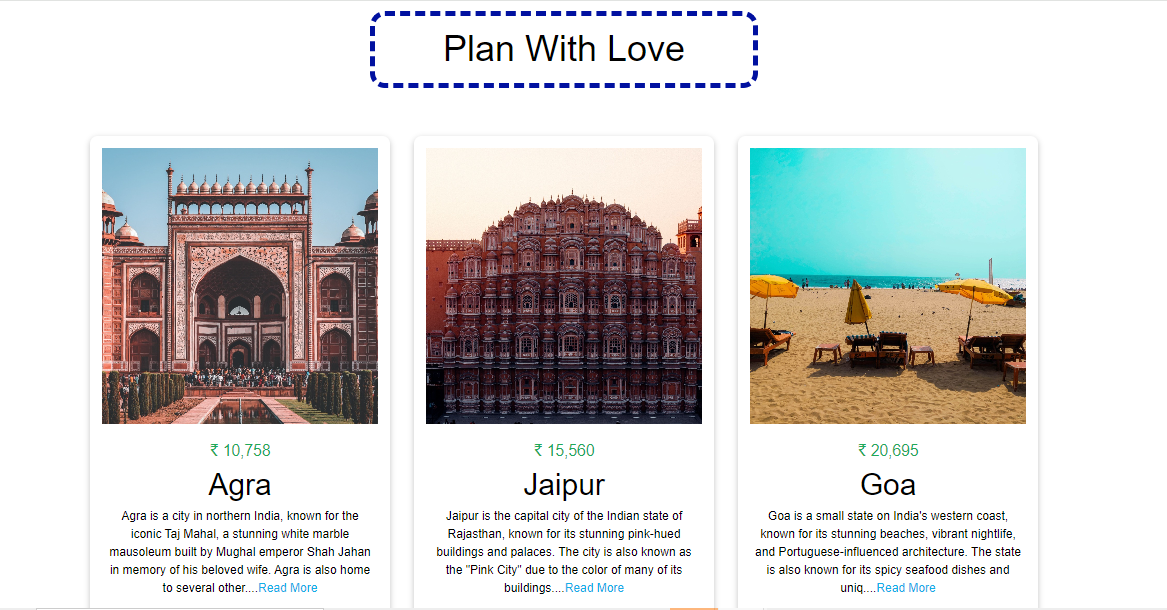 Plan With Love
₹ 10,758
Agra
Agra is a city in northern India, known for the
iconic Taj Mahal, a stunning white marble
mausoleum built by Mughal emperor Shah Jahan
in memory of his beloved wife. Agra is also home
to several other....Read More
₹ 15,560
Jaipur
Jaipur is the capital city of the Indian state of
Rajasthan, known for its stunning pink-hued
buildings and palaces. The city is also known as
the "Pink City" due to the color of many of its
buildings....Read More
₹ 20,695
Goa
Goa is a small state on India's western coast,
known for its stunning beaches, vibrant nightlife,
and Portuguese-influenced architecture. The state
is also known for its spicy seafood dishes and
uniq....Read More